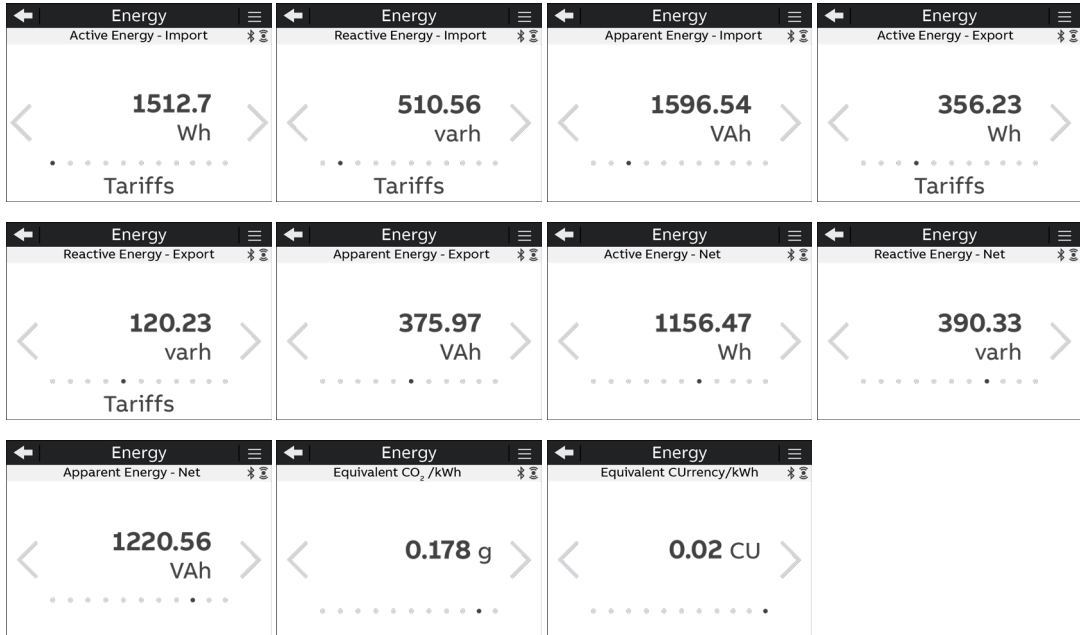 Energy
Active Energy - Import
1512.7
Wh
Tariffs
Energy
Reactive Energy - Import
510.56
varh
Tariffs
Energy
Apparent Energy - Import
1596.54
VAh
Energy
Active Energy - Export
356.23
Wh
Tariffs
Energy
Reactive Energy - Export
120.23
varh
Tariffs
Energy
Apparent Energy - Export
375.97
VAh
Energy
Active Energy - Net
1156.47
Wh
Energy
Reactive Energy - Net
390.33
varh
Energy
Apparent Energy - Net
1220.56
VAh
Energy
Equivalent CO₂ /kWh
0.178 g
Energy
Equivalent CUrrency/kWh
0.02 CU